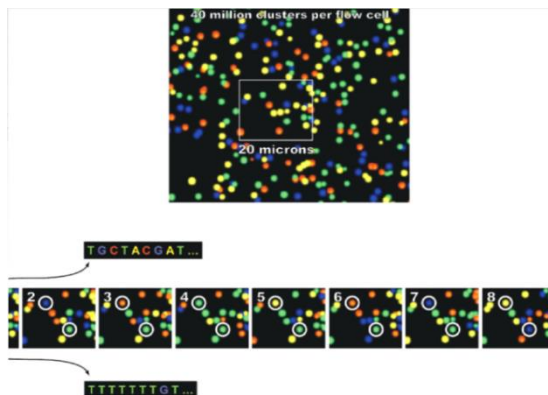 40 million clusters per flow cell
20 microns
TGCTACGAT...
2 3 4 5 6 7 8
TTTTTTTGT...